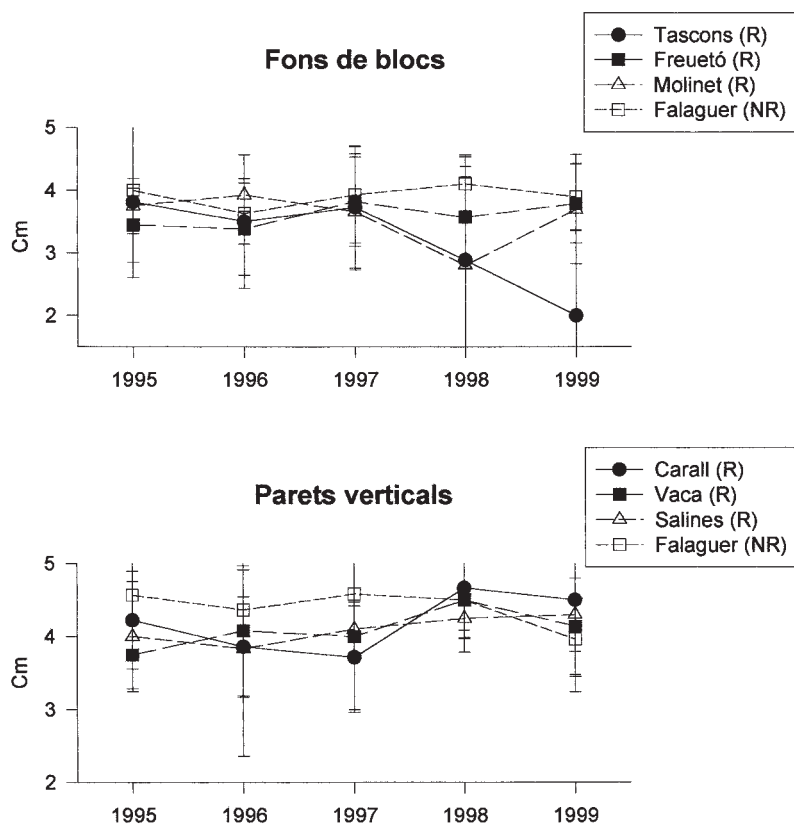 Fons de blocs
Tascons (R)
Freuetó (R)
Molinet (R)
Falaguer (NR)
5
4
3
2
Cm
1995 1996 1997 1998 1999
Parets verticals
Carall (R)
Vaca (R)
Salines (R)
Falaguer (NR)
5
4
3
2
Cm
1995 1996 1997 1998 1999